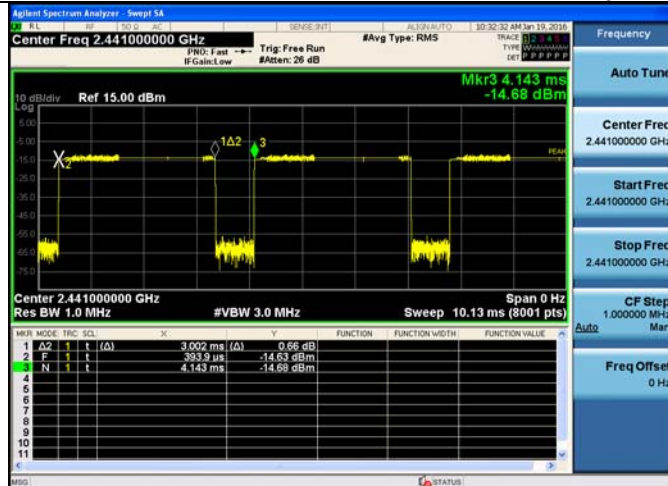 Agilent Spectrum Analyzer - Swept SA
RL RF 50 Ω AC SENSE:INT ALIGN AUTO 10:32:32 AM Jan 19, 2016
Center Freq 2.441000000 GHz
PNO: Fast
IFGain:Low
Trig: Free Run
#Atten: 26 dB
#Avg Type: RMS
TRACE 1 2 3 4 5 6
TYPE
DET P P P P P P
Mkr3 4.143 ms
-14.68 dBm
10 dB/div Ref 15.00 dBm
Log
5.00
-5.00
-15.0
-25.0
-35.0
-45.0
-55.0
-65.0
-75.0
X2
1Δ2
3
PEAK
Center 2.441000000 GHz Span 0 Hz
Res BW 1.0 MHz #VBW 3.0 MHz Sweep 10.13 ms (8001 pts)
MKR MODE TRC SCL X Y FUNCTION FUNCTION WIDTH FUNCTION VALUE
1 Δ2 1 t (Δ) 3.002 ms (Δ) 0.66 dB
2 F 1 t 393.9 µs -14.63 dBm
3 N 1 t 4.143 ms -14.68 dBm
4
5
6
7
8
9
10
11
MSG STATUS
Frequency
Auto Tune
Center Freq
2.441000000 GHz
Start Freq
2.441000000 GHz
Stop Freq
2.441000000 GHz
CF Step
1.000000 MHz
Auto Man
Freq Offset
0 Hz